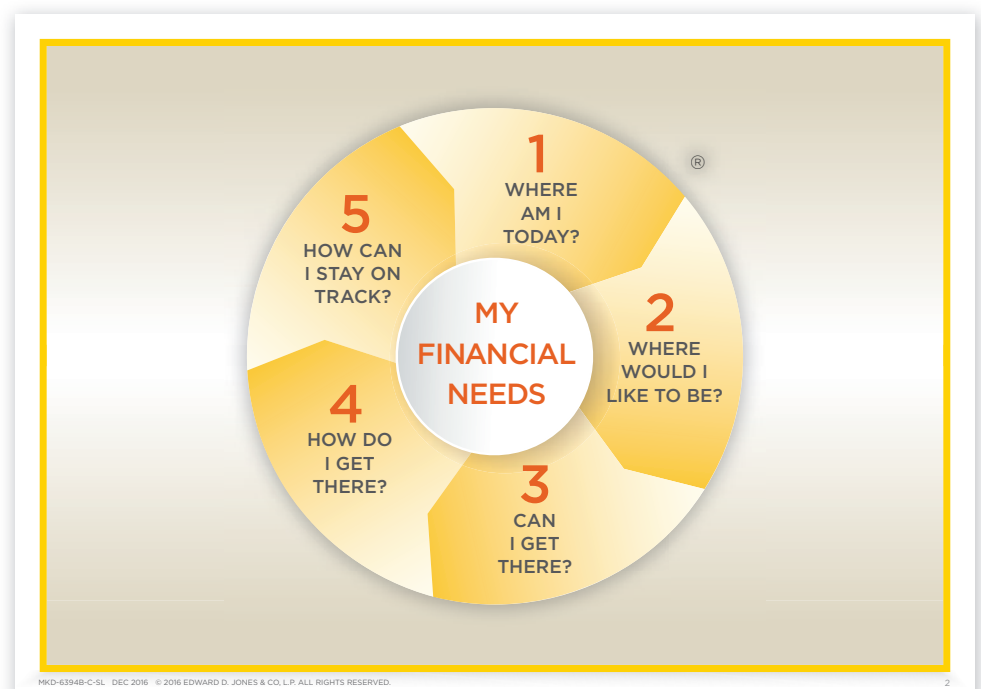 1
WHERE
AM I
TODAY?
®
2
WHERE
WOULD I
LIKE TO BE?
3
CAN
I GET
THERE?
4
HOW DO
I GET
THERE?
5
HOW CAN
I STAY ON
TRACK?
MY
FINANCIAL
NEEDS
MKD-6394B-C-SL DEC 2016 © 2016 EDWARD D. JONES & CO, L.P. ALL RIGHTS RESERVED.
2